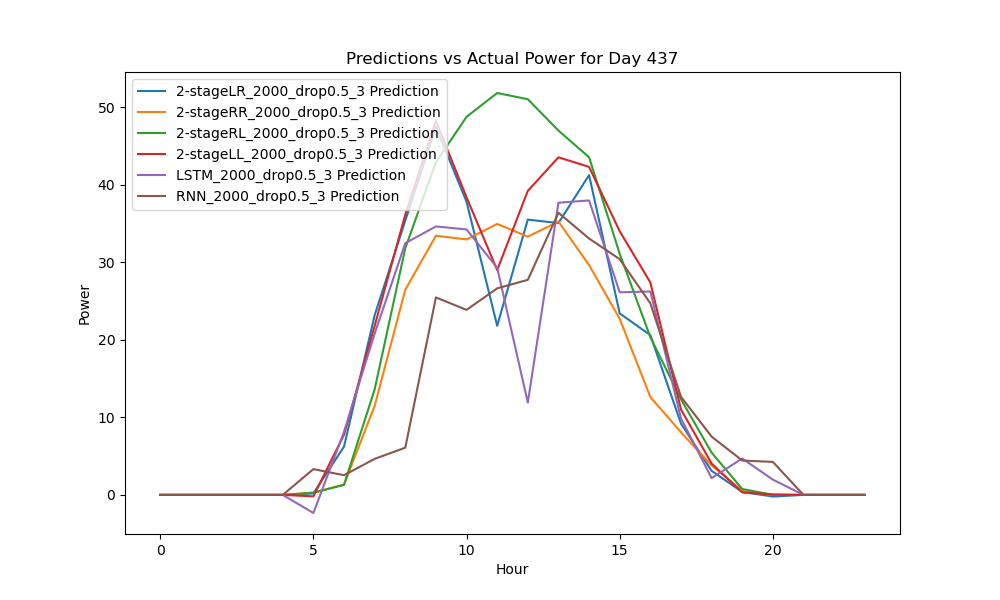 Predictions vs Actual Power for Day 437
2-stageLR_2000_drop0.5_3 Prediction
2-stageRR_2000_drop0.5_3 Prediction
2-stageRL_2000_drop0.5_3 Prediction
2-stageLL_2000_drop0.5_3 Prediction
LSTM_2000_drop0.5_3 Prediction
RNN_2000_drop0.5_3 Prediction
Power
50
40
30
20
10
0
0 5 10 15 20
Hour